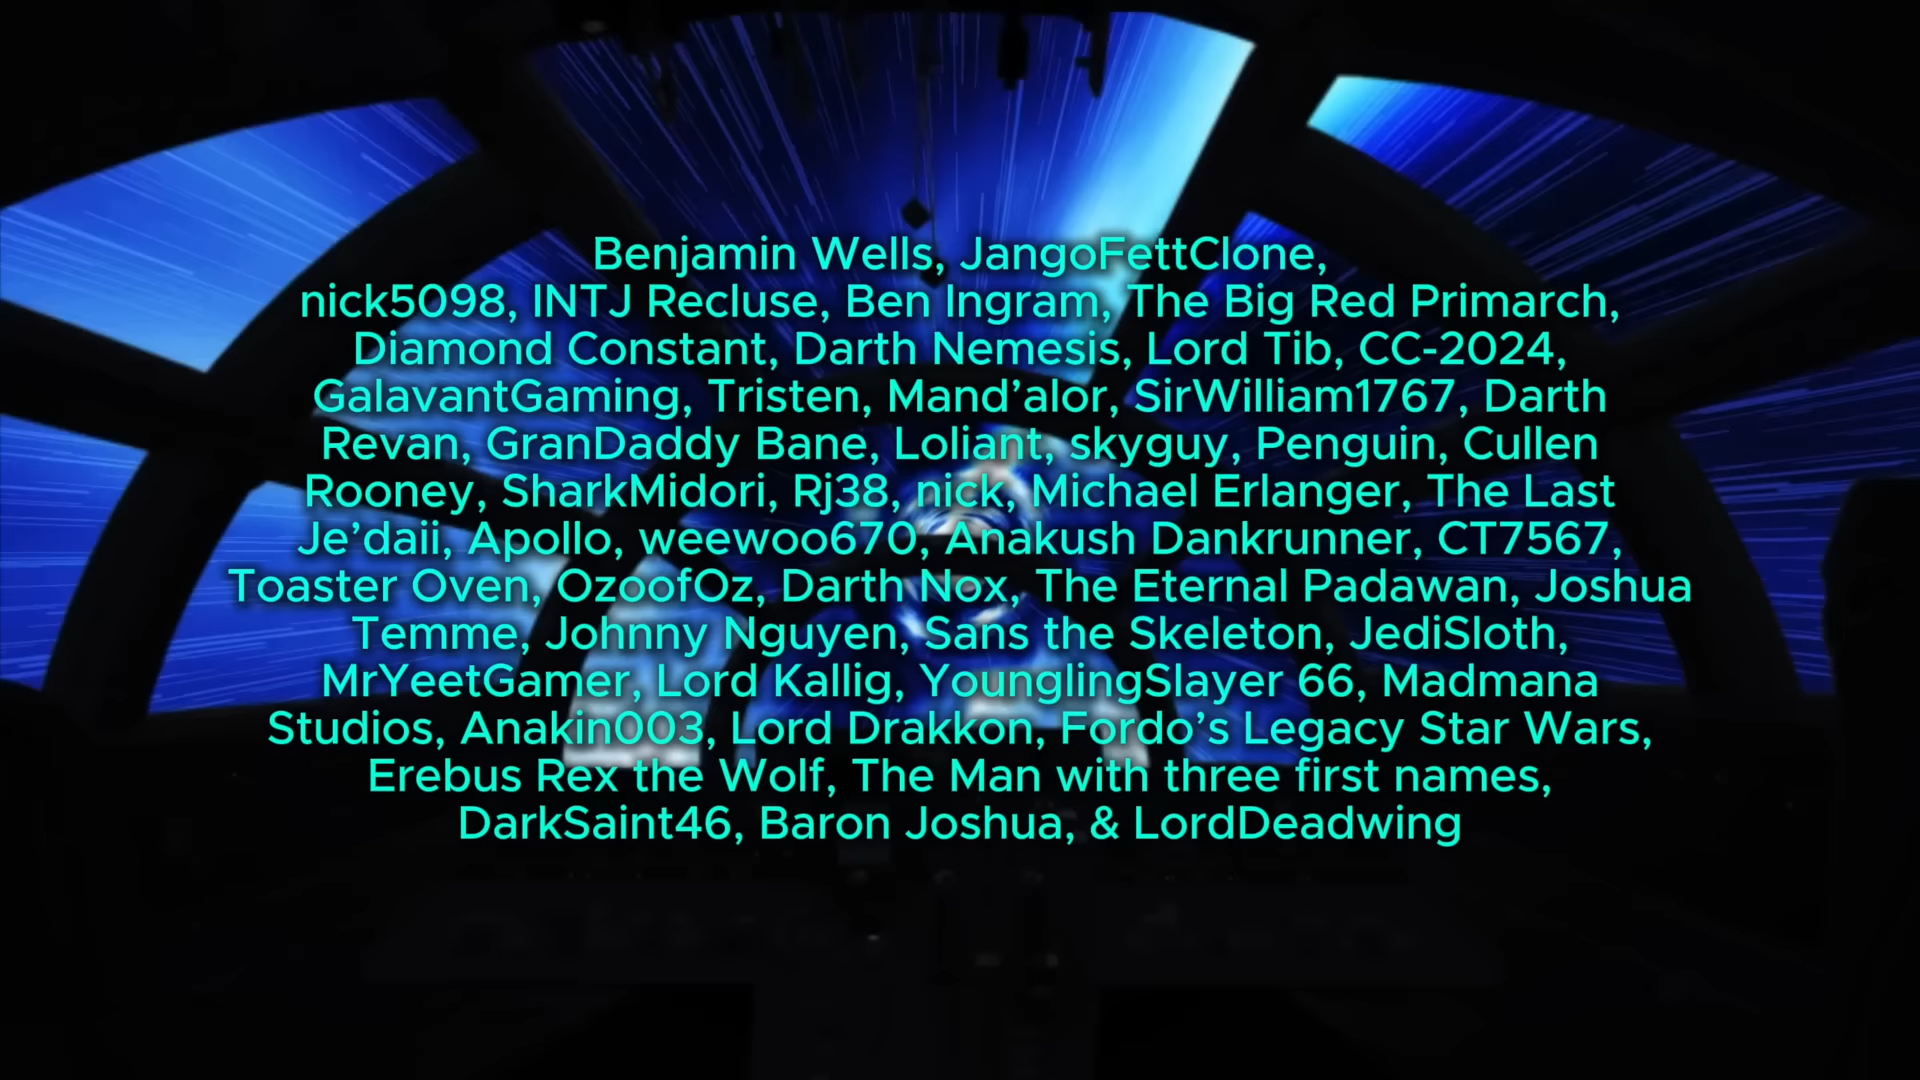 Benjamin Wells, JangoFettClone,
nick5098, INTJ Recluse, Ben Ingram, The Big Red Primarch,
Diamond Constant, Darth Nemesis, Lord Tib, CC-2024,
GalavantGaming, Tristen, Mand’alor, SirWilliam1767, Darth
Revan, GranDaddy Bane, Loliant, skyguy, Penguin, Cullen
Rooney, SharkMidori, Rj38, nick, Michael Erlanger, The Last
Je’daii, Apollo, weewoo670, Anakush Dankrunner, CT7567,
Toaster Oven, OzoofOz, Darth Nox, The Eternal Padawan, Joshua
Temme, Johnny Nguyen, Sans the Skeleton, JediSloth,
MrYeetGamer, Lord Kallig, YounglingSlayer 66, Madmana
Studios, Anakin003, Lord Drakkon, Fordo’s Legacy Star Wars,
Erebus Rex the Wolf, The Man with three first names,
DarkSaint46, Baron Joshua, & LordDeadwing